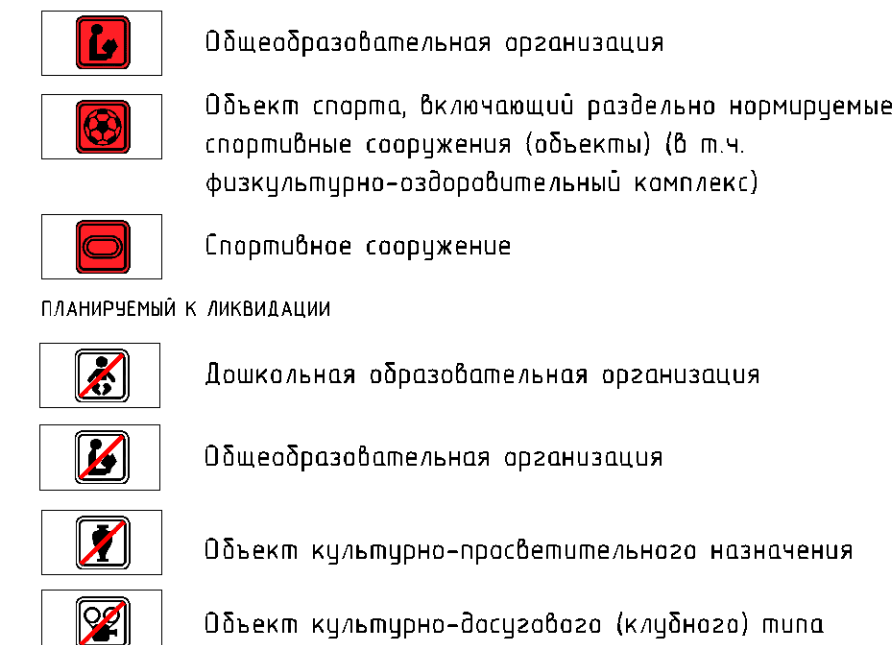 Общеобразовательная организация
Объект спорта, включающий раздельно нормируемые
спортивные сооружения (объекты) (в т.ч.
физкультурно-оздоровительный комплекс)
Спортивное сооружение
ПЛАНИРУЕМЫЙ К ЛИКВИДАЦИИ
Дошкольная образовательная организация
Общеобразовательная организация
Объект культурно-просветительного назначения
Объект культурно-досугового (клубного) типа